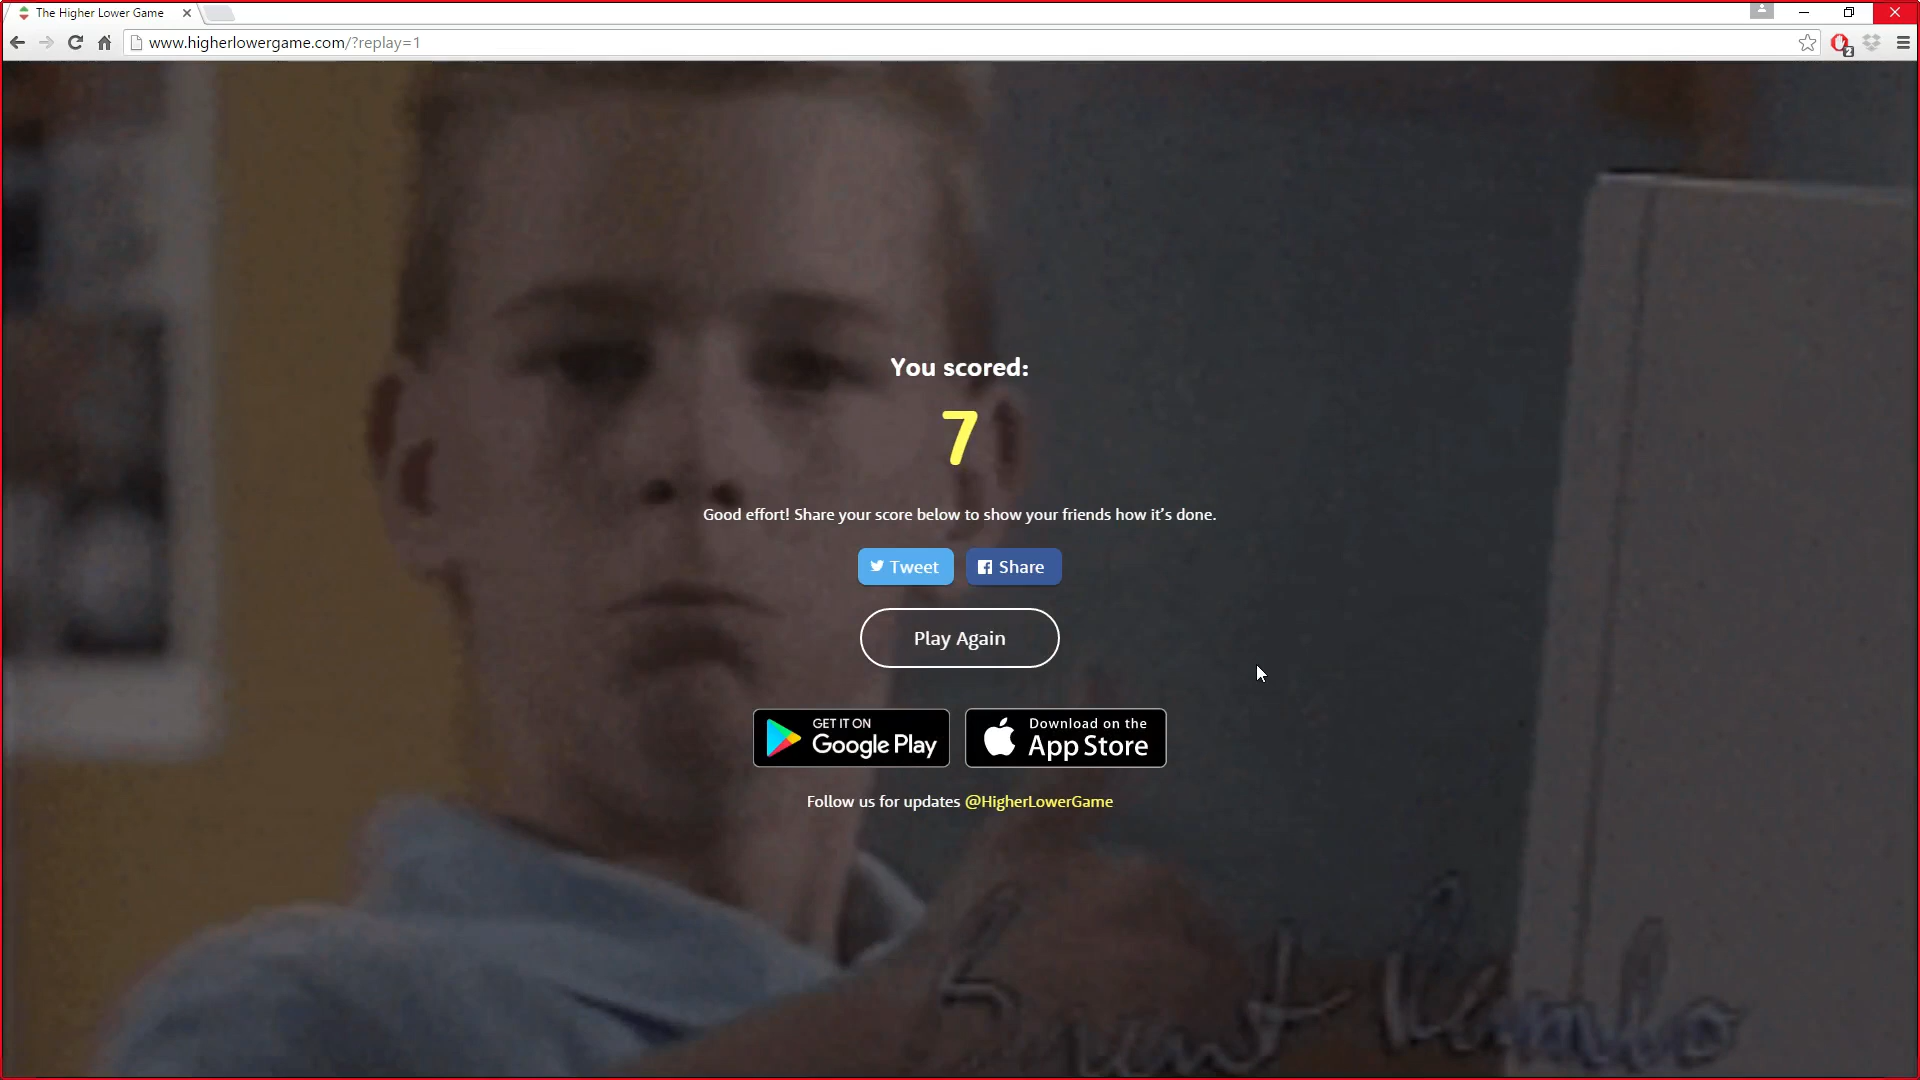 The Higher Lower Game
www.higherlowergame.com/?replay=1
2
You scored:
7
Good effort! Share your score below to show your friends how it's done.
Tweet Share
Play Again
GET IT ON
Google Play
Download on the
App Store
Follow us for updates @HigherLowerGame